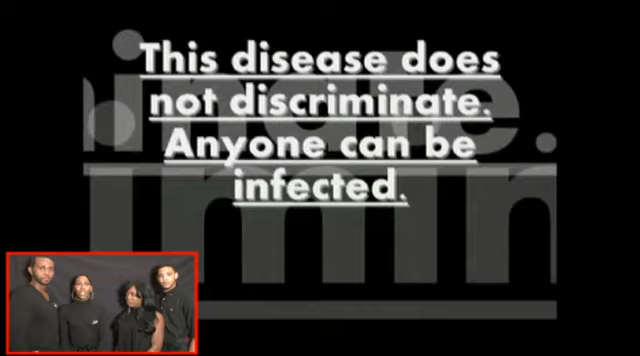 This disease does
not discriminate.
Anyone can be
infected.